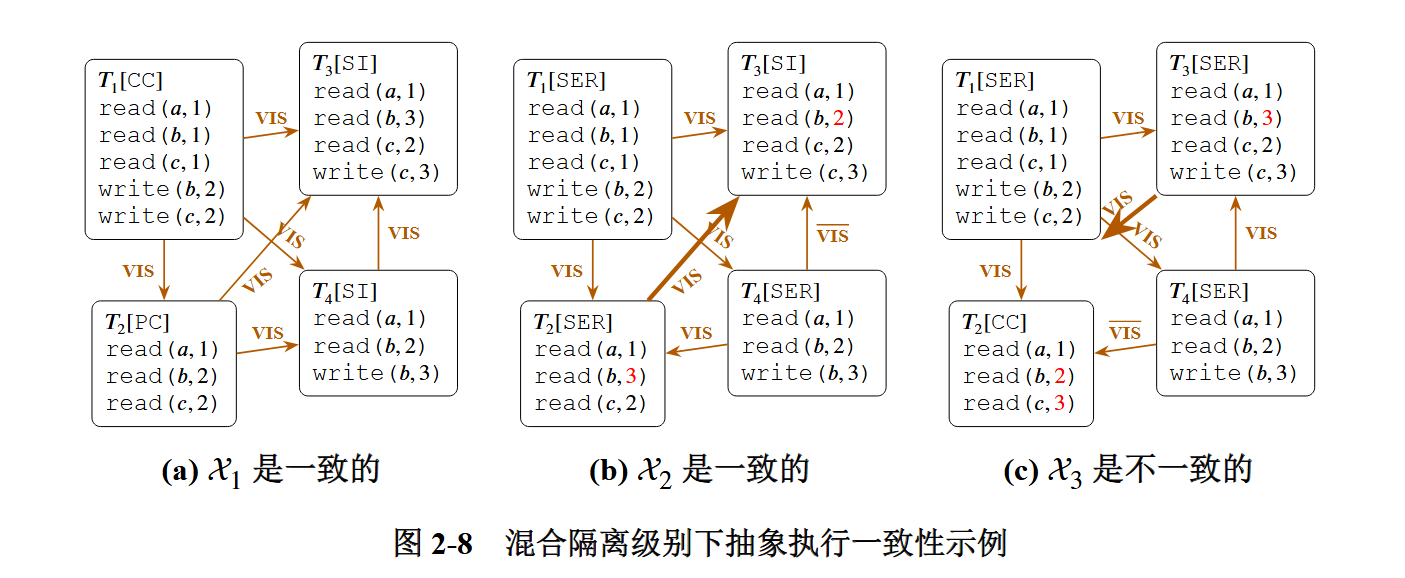 T1[CC]
read(a,1)
read(b,1)
read(c,1)
write(b,2)
write(c,2)
T3[SI]
read(a,1)
read(b,3)
read(c,2)
write(c,3)
T2[PC]
read(a,1)
read(b,2)
read(c,2)
T4[SI]
read(a,1)
read(b,2)
write(b,3)
VIS
VIS
VIS
VIS
VIS
VIS
(a) 𝒳1 是一致的
T1[SER]
read(a,1)
read(b,1)
read(c,1)
write(b,2)
write(c,2)
T3[SI]
read(a,1)
read(b,2)
read(c,2)
write(c,3)
T2[SER]
read(a,1)
read(b,3)
read(c,2)
T4[SER]
read(a,1)
read(b,2)
write(b,3)
VIS
VIS
VIS
VIS
V̅I̅S̅
VIS
(b) 𝒳2 是一致的
T1[SER]
read(a,1)
read(b,1)
read(c,1)
write(b,2)
write(c,2)
T3[SER]
read(a,1)
read(b,3)
read(c,2)
write(c,3)
T2[CC]
read(a,1)
read(b,2)
read(c,3)
T4[SER]
read(a,1)
read(b,2)
write(b,3)
VIS
VIS
VIS
VIS
VIS
V̅I̅S̅
(c) 𝒳3 是不一致的
图 2-8 混合隔离级别下抽象执行一致性示例